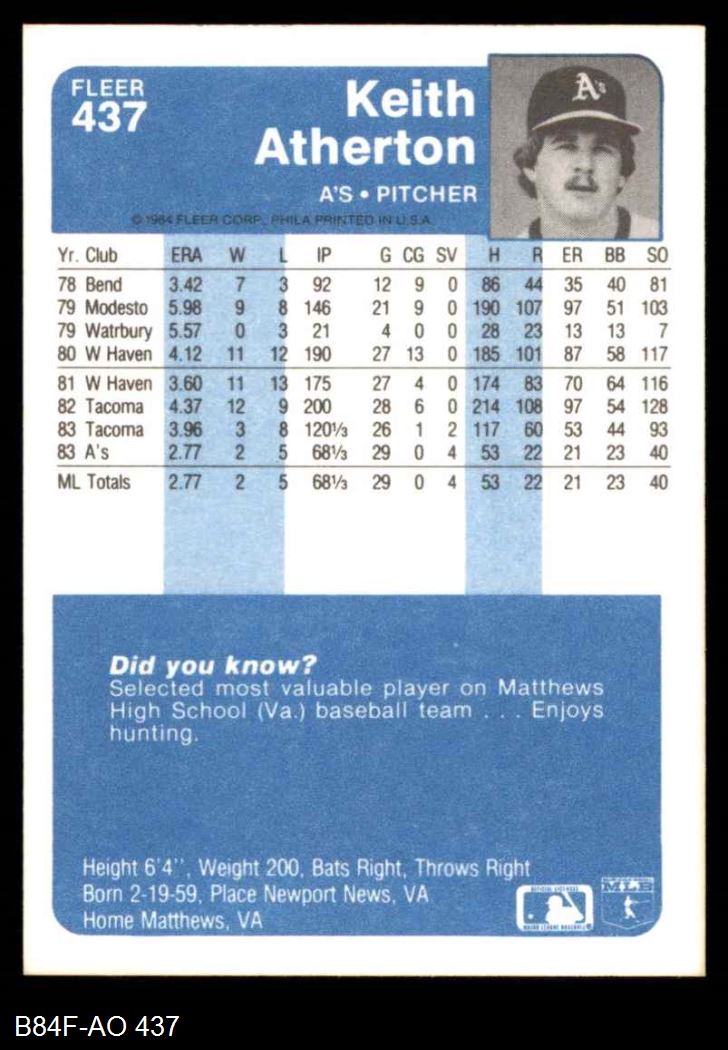 FLEER
437
Keith
Atherton
A'S • PITCHER
A's
© 1984 FLEER CORP., PHILA PRINTED IN U.S.A.
Yr. Club ERA W L IP G CG SV H R ER BB SO
78 Bend 3.42 7 3 92 12 9 0 86 44 35 40 81
79 Modesto 5.98 9 8 146 21 9 0 190 107 97 51 103
79 Watrbury 5.57 0 3 21 4 0 0 28 23 13 13 7
80 W Haven 4.12 11 12 190 27 13 0 185 101 87 58 117
81 W Haven 3.60 11 13 175 27 4 0 174 83 70 64 116
82 Tacoma 4.37 12 9 200 28 6 0 214 108 97 54 128
83 Tacoma 3.96 3 8 120⅓ 26 1 2 117 60 53 44 93
83 A's 2.77 2 5 68⅓ 29 0 4 53 22 21 23 40
ML Totals 2.77 2 5 68⅓ 29 0 4 53 22 21 23 40
Did you know?
Selected most valuable player on Matthews
High School (Va.) baseball team . . . Enjoys
hunting.
Height 6'4'', Weight 200, Bats Right, Throws Right
Born 2-19-59, Place Newport News, VA
Home Matthews, VA
MAJOR LEAGUE BASEBALL
MLB
B84F-AO 437